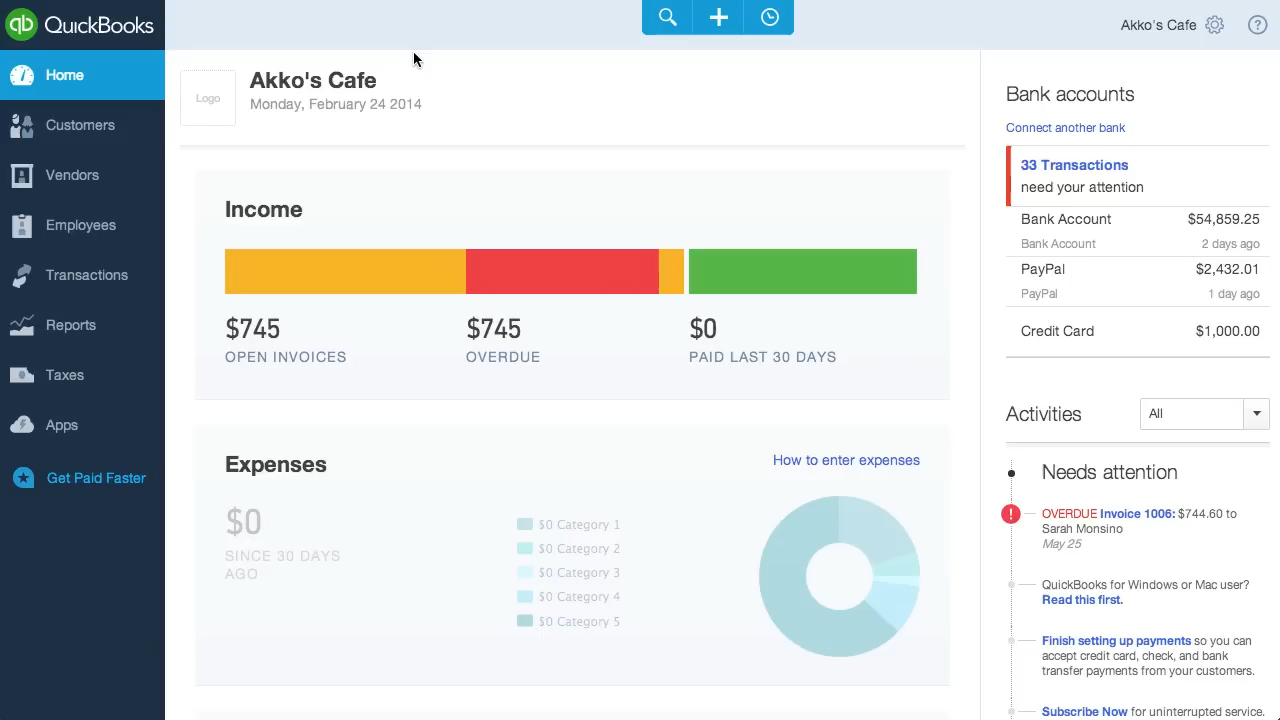 qb QuickBooks
Akko's Cafe
?
Home
Customers
Vendors
Employees
Transactions
Reports
Taxes
Apps
Get Paid Faster
Logo
Akko's Cafe
Monday, February 24 2014
Income
$745
OPEN INVOICES
$745
OVERDUE
$0
PAID LAST 30 DAYS
Expenses
How to enter expenses
$0
SINCE 30 DAYS
AGO
$0 Category 1
$0 Category 2
$0 Category 3
$0 Category 4
$0 Category 5
Bank accounts
Connect another bank
33 Transactions
need your attention
Bank Account $54,859.25
Bank Account 2 days ago
PayPal $2,432.01
PayPal 1 day ago
Credit Card $1,000.00
Activities All
Needs attention
! OVERDUE Invoice 1006: $744.60 to
Sarah Monsino
May 25
QuickBooks for Windows or Mac user?
Read this first.
Finish setting up payments so you can
accept credit card, check, and bank
transfer payments from your customers.
Subscribe Now for uninterrupted service.